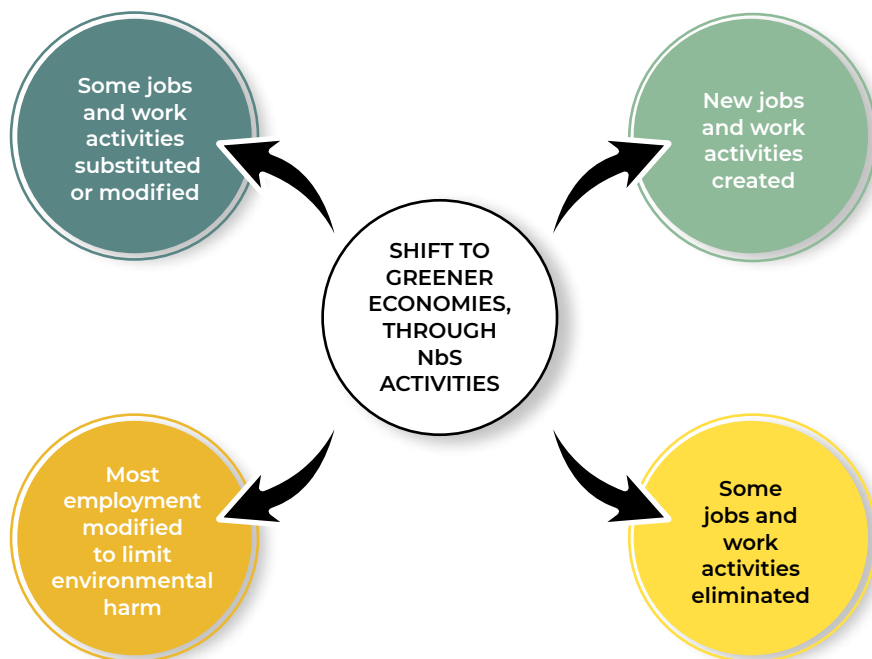 Some jobs
and work
activities
substituted
or modified
New jobs
and work
activities
created
SHIFT TO
GREENER
ECONOMIES,
THROUGH
NbS
ACTIVITIES
Most
employment
modified
to limit
environmental
harm
Some
jobs and
work
activities
eliminated